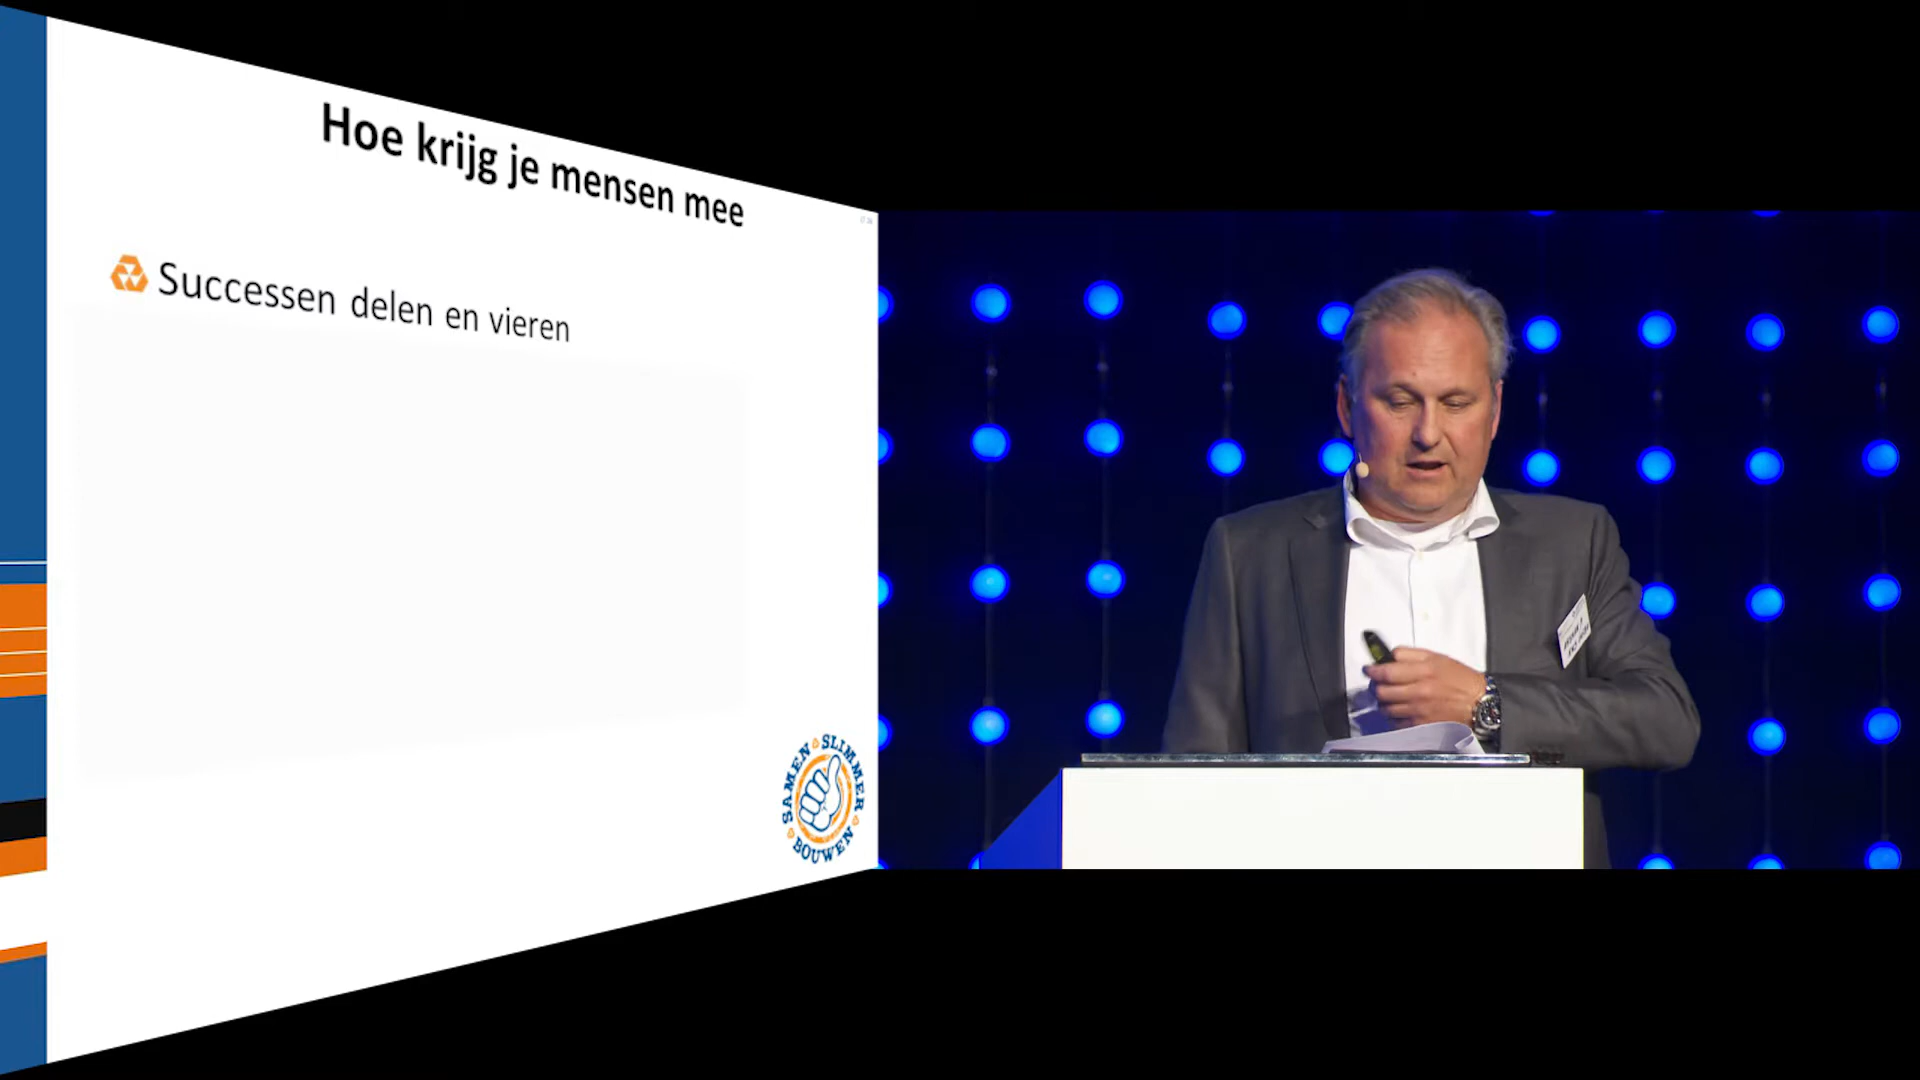 Hoe krijg je mensen mee
Successen delen en vieren
SAMEN SLIMMER
BOUWEN